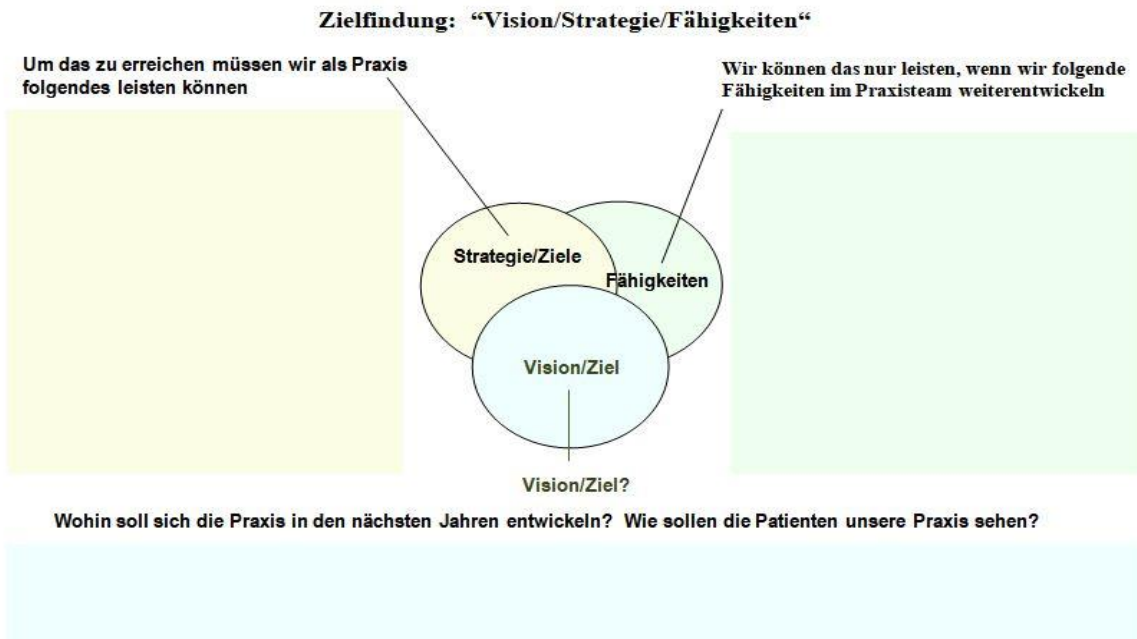 Zielfindung: “Vision/Strategie/Fähigkeiten“
Um das zu erreichen müssen wir als Praxis
folgendes leisten können
Wir können das nur leisten, wenn wir folgende
Fähigkeiten im Praxisteam weiterentwickeln
Strategie/Ziele
Fähigkeiten
Vision/Ziel
Vision/Ziel?
Wohin soll sich die Praxis in den nächsten Jahren entwickeln? Wie sollen die Patienten unsere Praxis sehen?